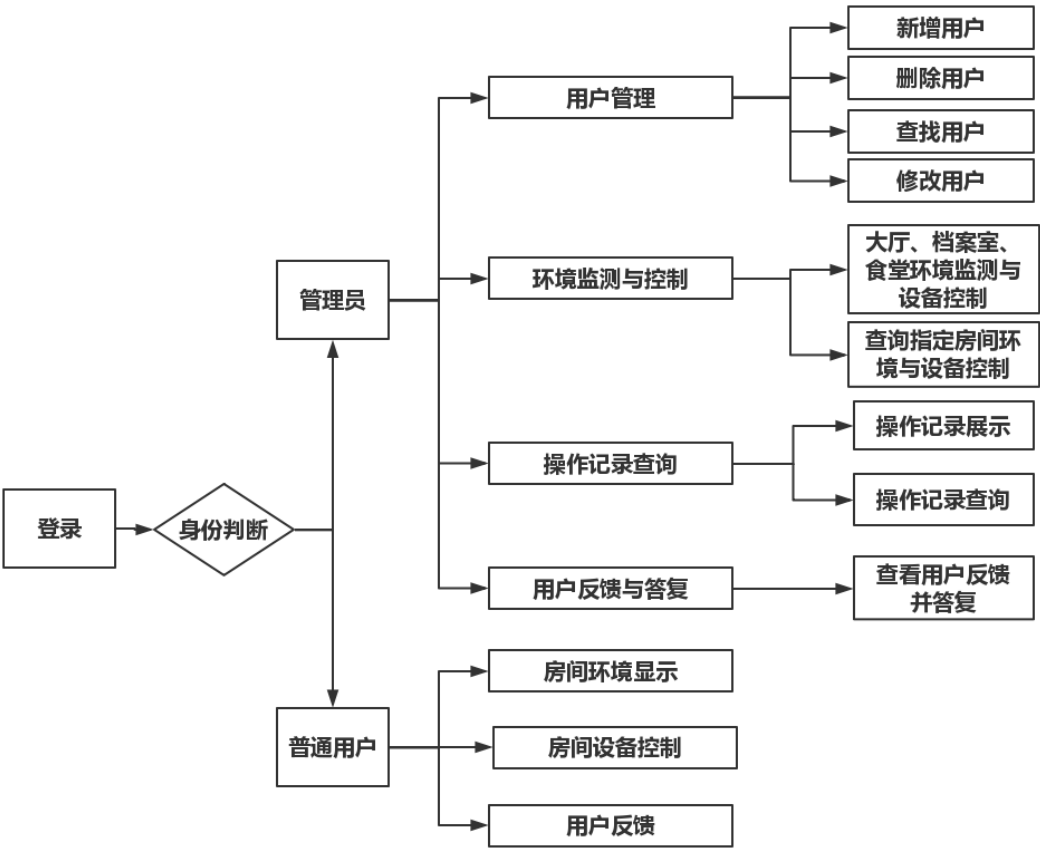 登录
身份判断
管理员
用户管理
新增用户
删除用户
查找用户
修改用户
环境监测与控制
大厅、档案室、
食堂环境监测与
设备控制
查询指定房间环
境与设备控制
操作记录查询
操作记录展示
操作记录查询
用户反馈与答复
查看用户反馈
并答复
普通用户
房间环境显示
房间设备控制
用户反馈